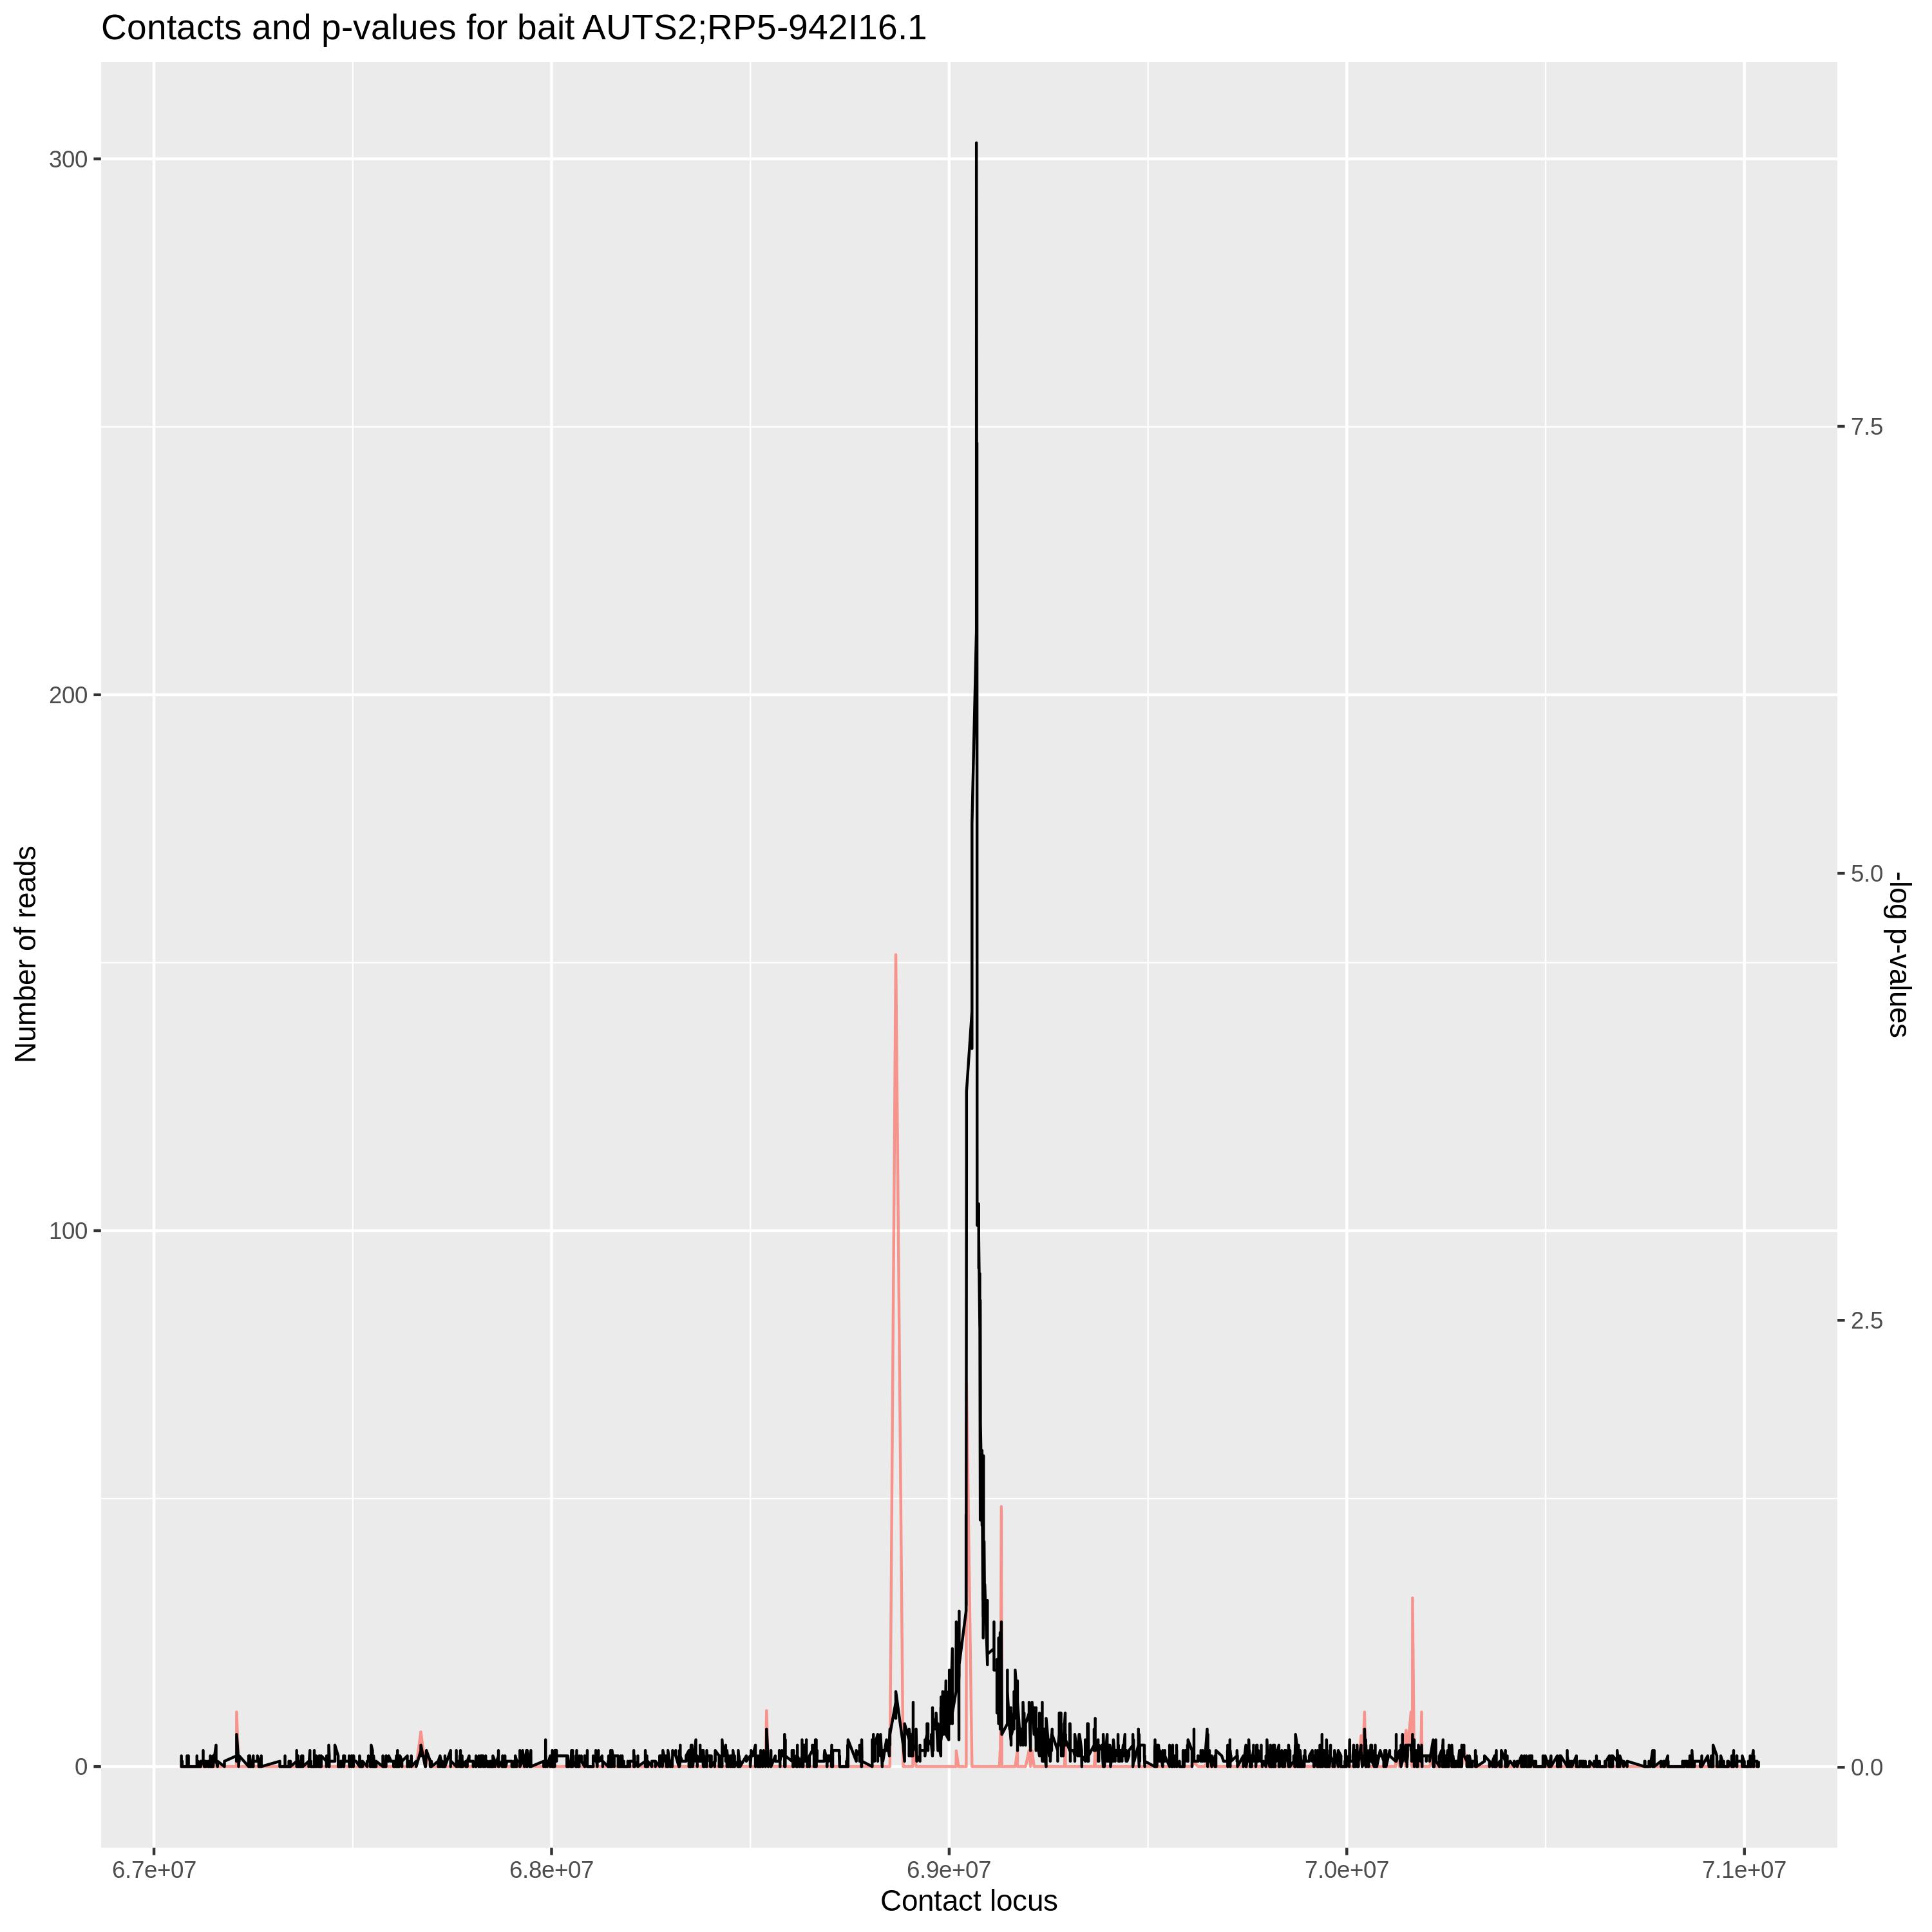 Contacts and p-values for bait AUTS2;RP5-942I16.1
300
200
100
0
Number of reads
7.5
5.0
2.5
0.0
-log p-values
6.7e+07
6.8e+07
6.9e+07
7.0e+07
7.1e+07
Contact locus